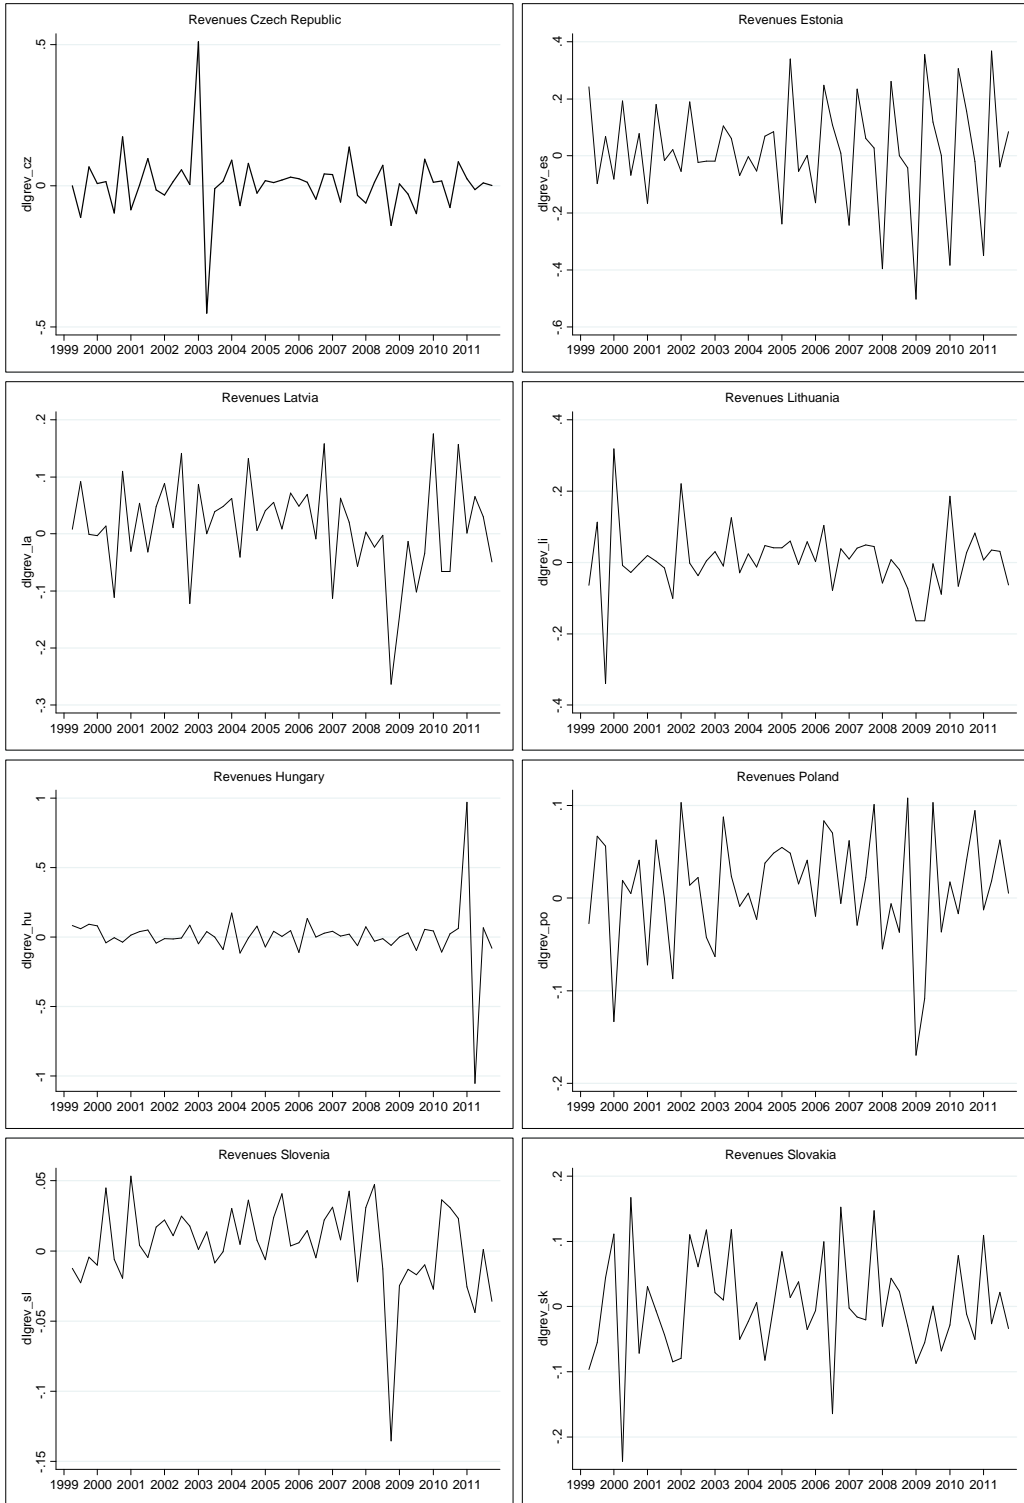 Revenues Czech Republic
dlgrev_cz
.5
0
-.5
1999 2000 2001 2002 2003 2004 2005 2006 2007 2008 2009 2010 2011
Revenues Estonia
dlgrev_es
.4
.2
0
-.2
-.4
-.6
1999 2000 2001 2002 2003 2004 2005 2006 2007 2008 2009 2010 2011
Revenues Latvia
dlgrev_la
.2
.1
0
-.1
-.2
-.3
1999 2000 2001 2002 2003 2004 2005 2006 2007 2008 2009 2010 2011
Revenues Lithuania
dlgrev_li
.4
.2
0
-.2
-.4
1999 2000 2001 2002 2003 2004 2005 2006 2007 2008 2009 2010 2011
Revenues Hungary
dlgrev_hu
1
.5
0
-.5
-1
1999 2000 2001 2002 2003 2004 2005 2006 2007 2008 2009 2010 2011
Revenues Poland
dlgrev_po
.1
0
-.1
-.2
1999 2000 2001 2002 2003 2004 2005 2006 2007 2008 2009 2010 2011
Revenues Slovenia
dlgrev_sl
.05
0
-.05
-.1
-.15
1999 2000 2001 2002 2003 2004 2005 2006 2007 2008 2009 2010 2011
Revenues Slovakia
dlgrev_sk
.2
.1
0
-.1
-.2
1999 2000 2001 2002 2003 2004 2005 2006 2007 2008 2009 2010 2011